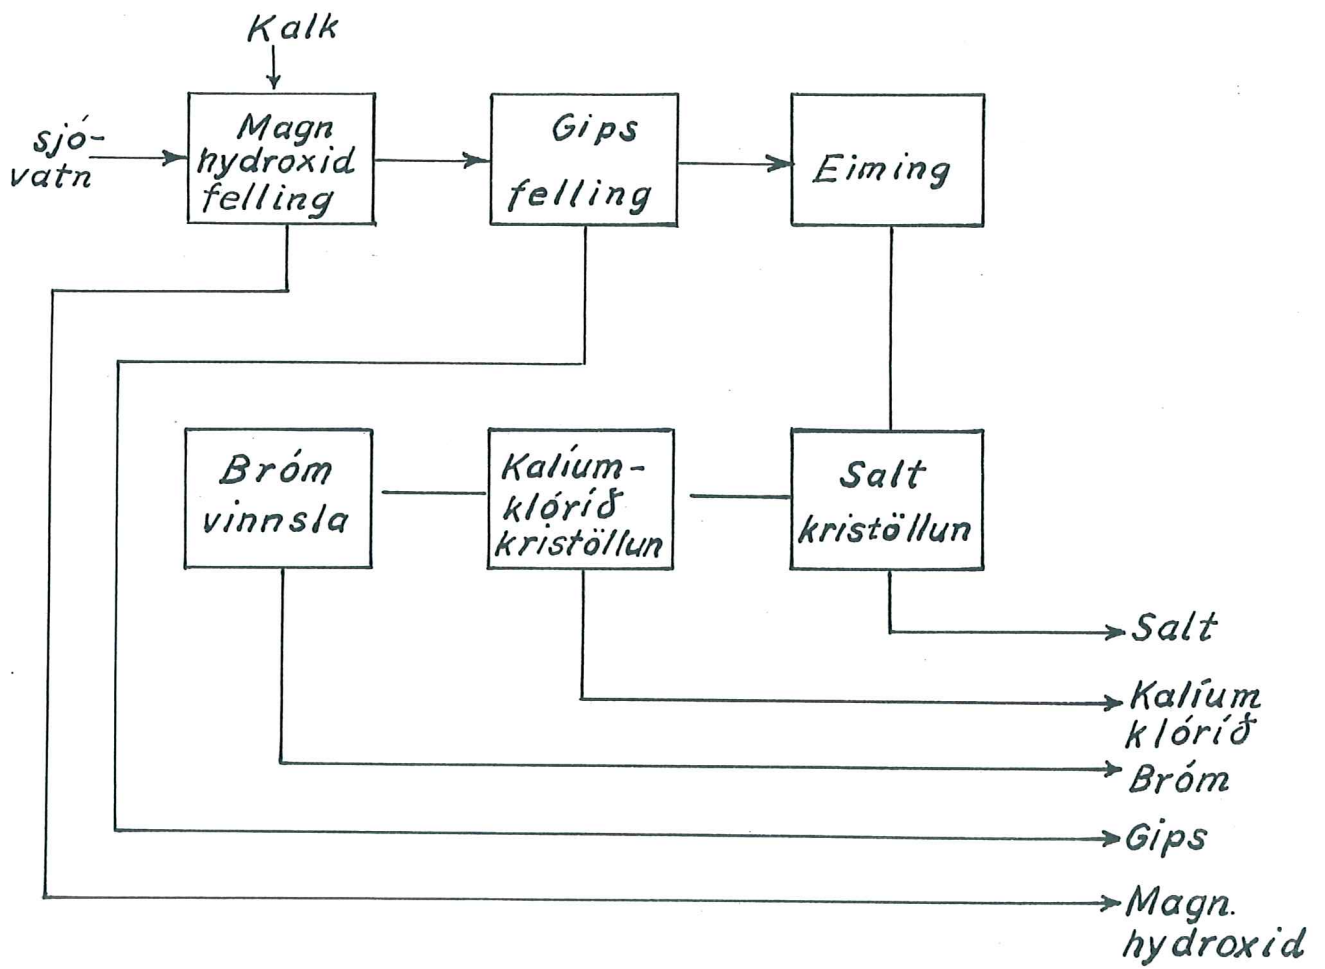 Kalk
sjó-
vatn
Magn
hydroxid
felling
Gips
felling
Eiming
Bróm
vinnsla
Kalíum-
klóríð
kristöllun
Salt
kristöllun
Salt
Kalíum
klóríð
Bróm
Gips
Magn.
hydroxid